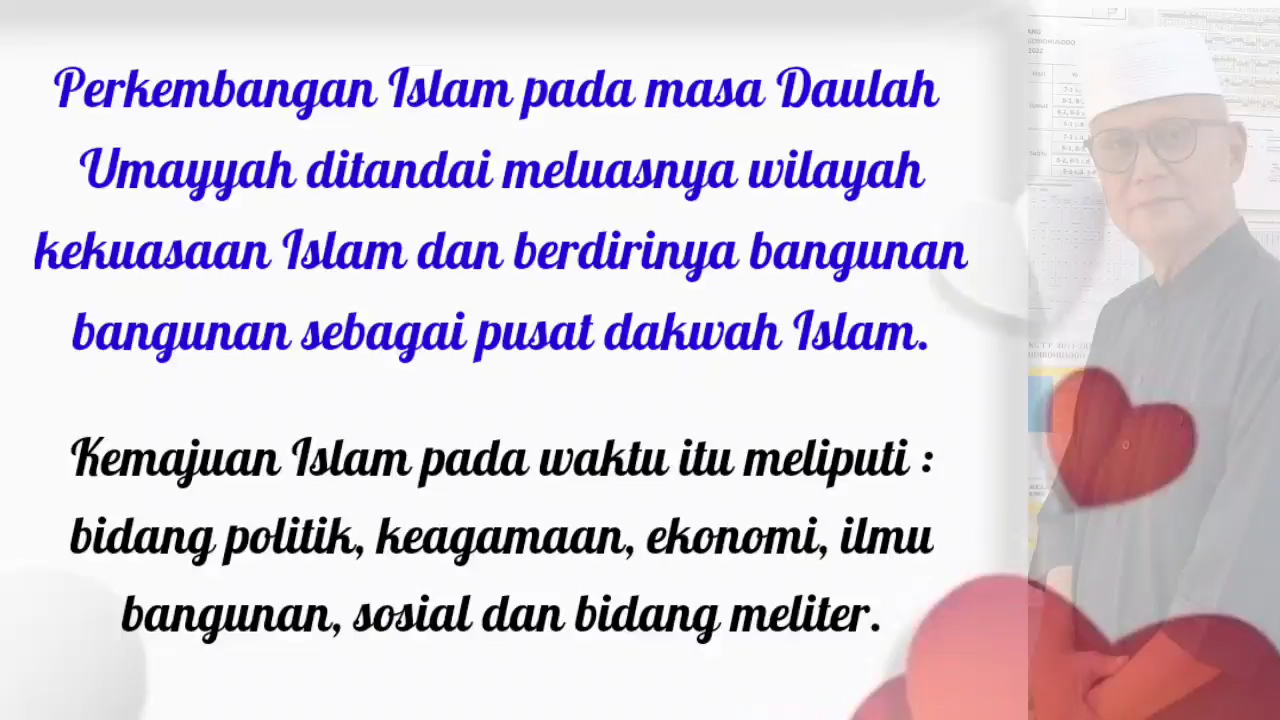 Perkembangan Islam pada masa Daulah
Umayyah ditandai meluasnya wilayah
kekuasaan Islam dan berdirinya bangunan
bangunan sebagai pusat dakwah Islam.
Kemajuan Islam pada waktu itu meliputi :
bidang politik, keagamaan, ekonomi, ilmu
bangunan, sosial dan bidang meliter.